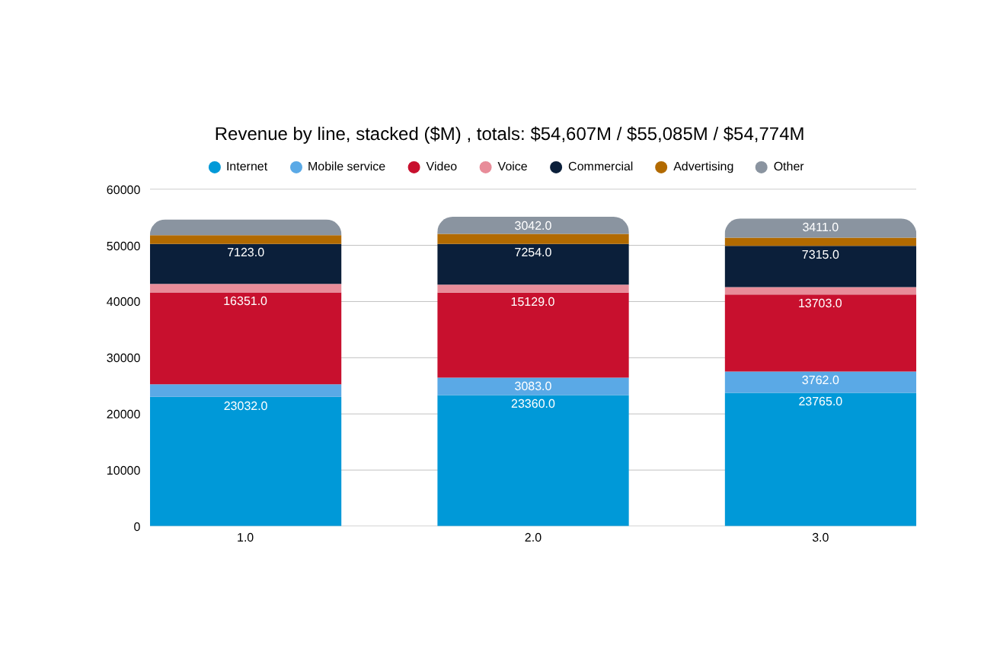 Revenue by line, stacked ($M) , totals: $54,607M / $55,085M / $54,774M
Internet Mobile service Video Voice Commercial Advertising Other
60000
3042.0 3411.0
50000
7123.0 7254.0 7315.0
40000
16351.0 15129.0 13703.0
30000
3083.0 3762.0
23032.0 23360.0 23765.0
20000
10000
0
1.0 2.0 3.0